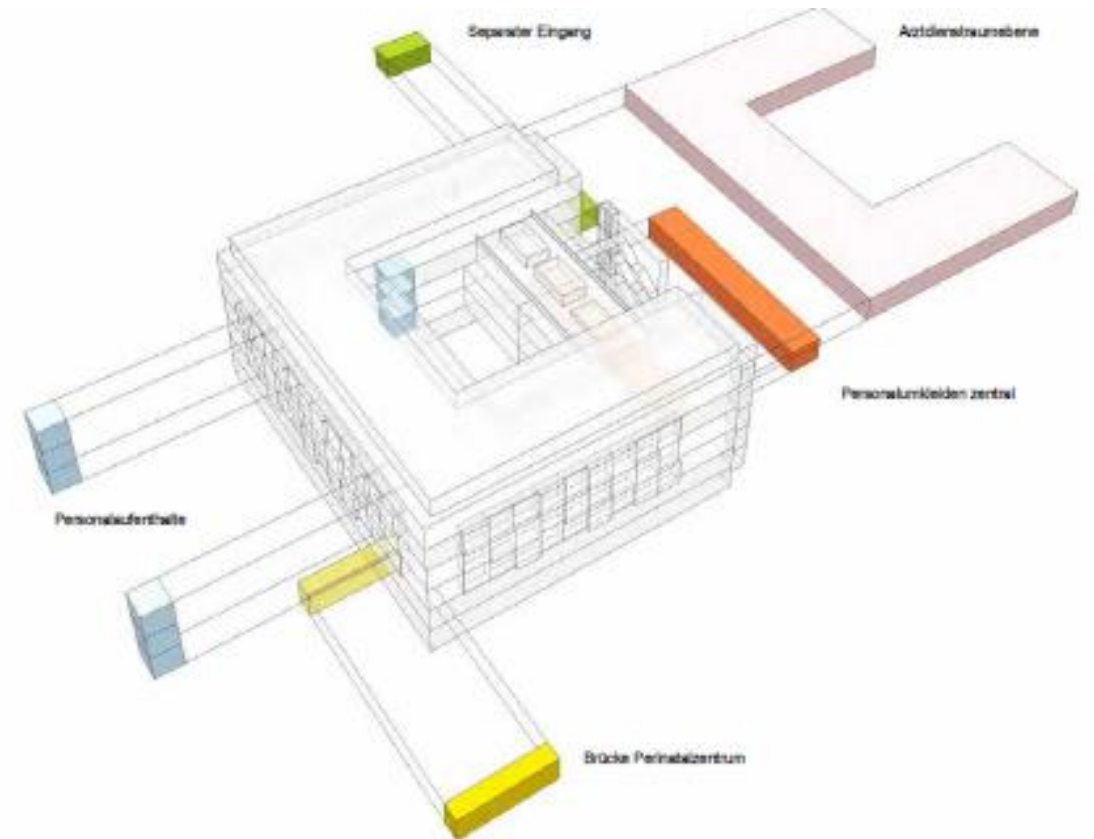 Separater Eingang
Arztdienstraumebene
Personalumkleiden zentral
Personalaufenthalte
Brücke Perinatalzentrum